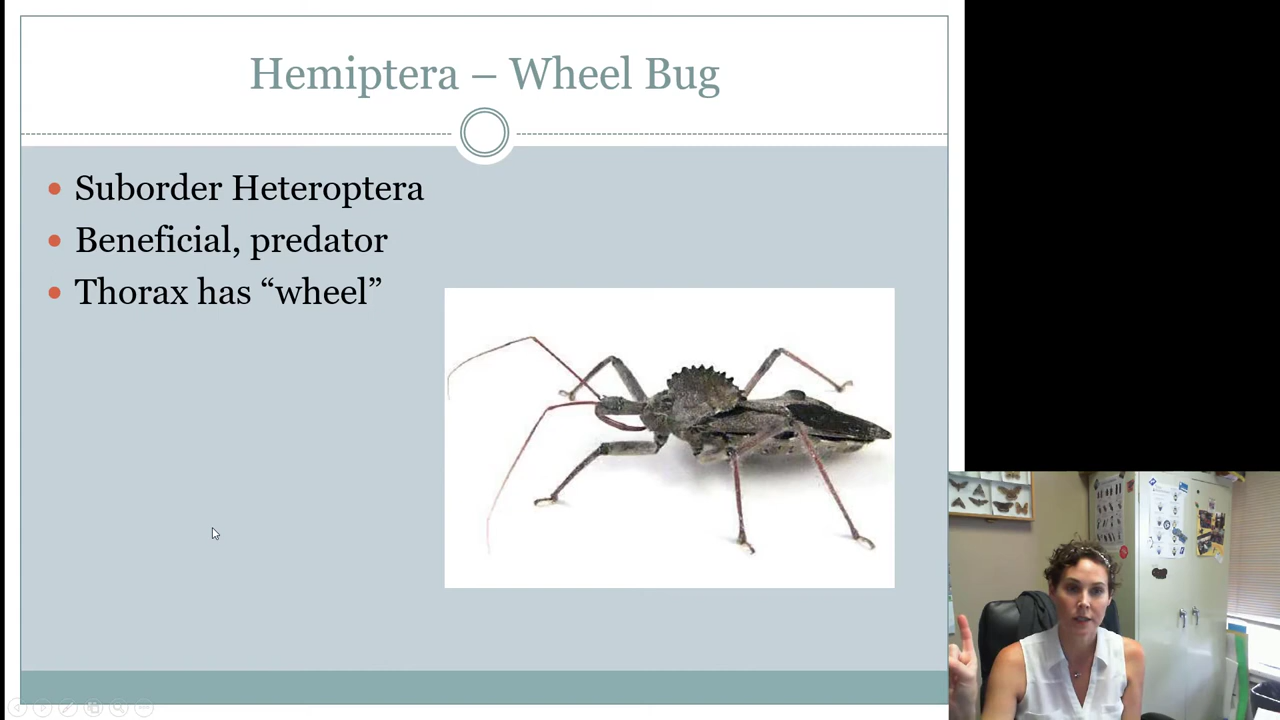 Hemiptera – Wheel Bug
Suborder Heteroptera
Beneficial, predator
Thorax has “wheel”